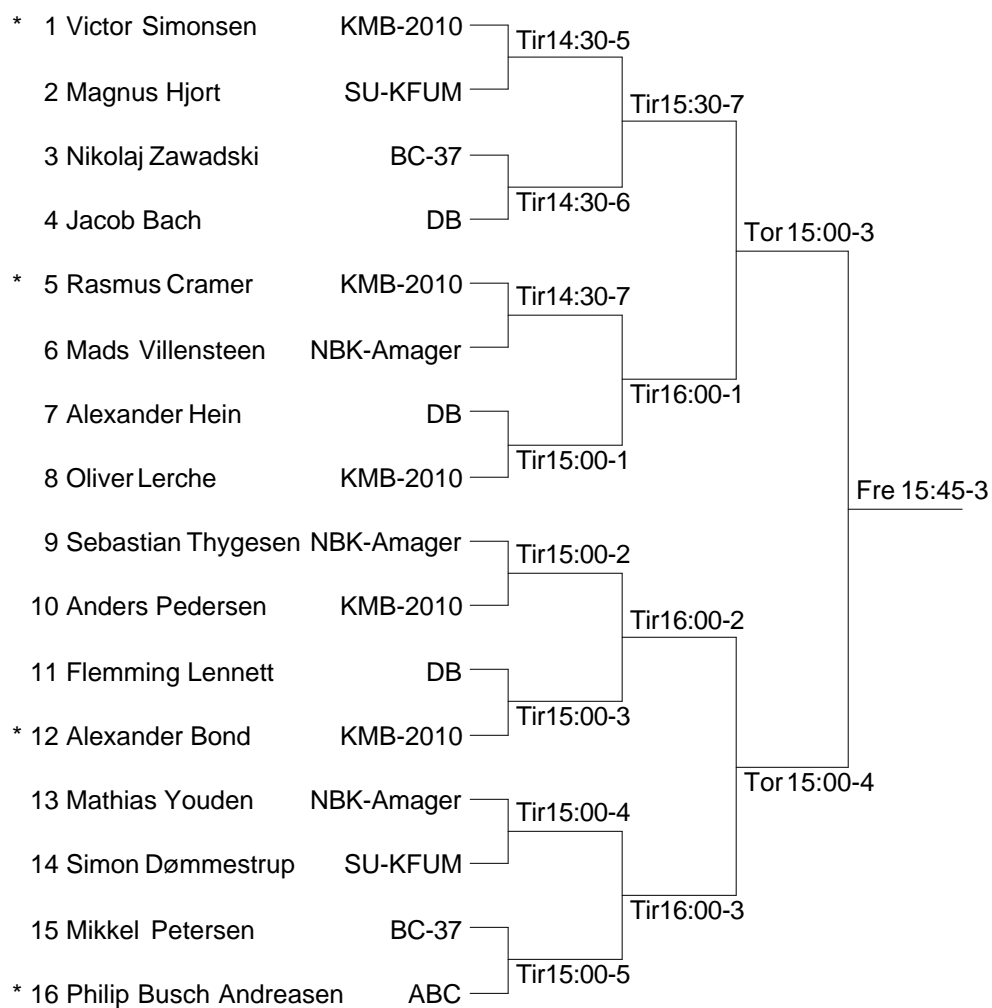 * 1 Victor Simonsen KMB-2010
Tir14:30-5
2 Magnus Hjort SU-KFUM
Tir15:30-7
3 Nikolaj Zawadski BC-37
Tir14:30-6
4 Jacob Bach DB
Tor 15:00-3
* 5 Rasmus Cramer KMB-2010
Tir14:30-7
6 Mads Villensteen NBK-Amager
Tir16:00-1
7 Alexander Hein DB
Tir15:00-1
8 Oliver Lerche KMB-2010
Fre 15:45-3
9 Sebastian Thygesen NBK-Amager
Tir15:00-2
10 Anders Pedersen KMB-2010
Tir16:00-2
11 Flemming Lennett DB
Tir15:00-3
* 12 Alexander Bond KMB-2010
Tor 15:00-4
13 Mathias Youden NBK-Amager
Tir15:00-4
14 Simon Dømmestrup SU-KFUM
Tir16:00-3
15 Mikkel Petersen BC-37
Tir15:00-5
* 16 Philip Busch Andreasen ABC